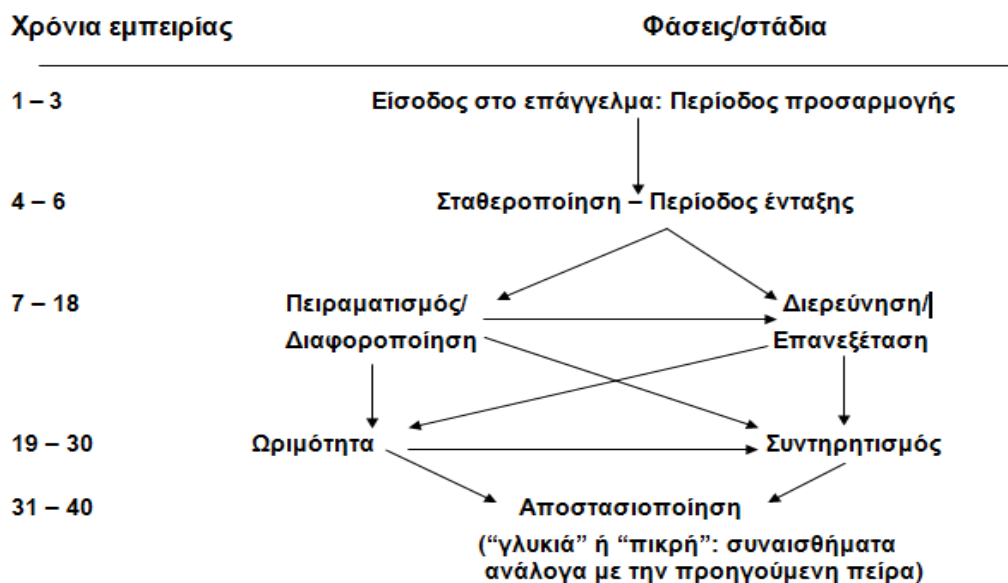 Χρόνια εμπειρίας Φάσεις/στάδια
1 – 3 Είσοδος στο επάγγελμα: Περίοδος προσαρμογής
4 – 6 Σταθεροποίηση – Περίοδος ένταξης
7 – 18 Πειραματισμός/ Διερεύνηση/
Διαφοροποίηση Επανεξέταση
19 – 30 Ωριμότητα Συντηρητισμός
31 – 40 Αποστασιοποίηση
(“γλυκιά” ή “πικρή”: συναισθήματα
ανάλογα με την προηγούμενη πείρα)